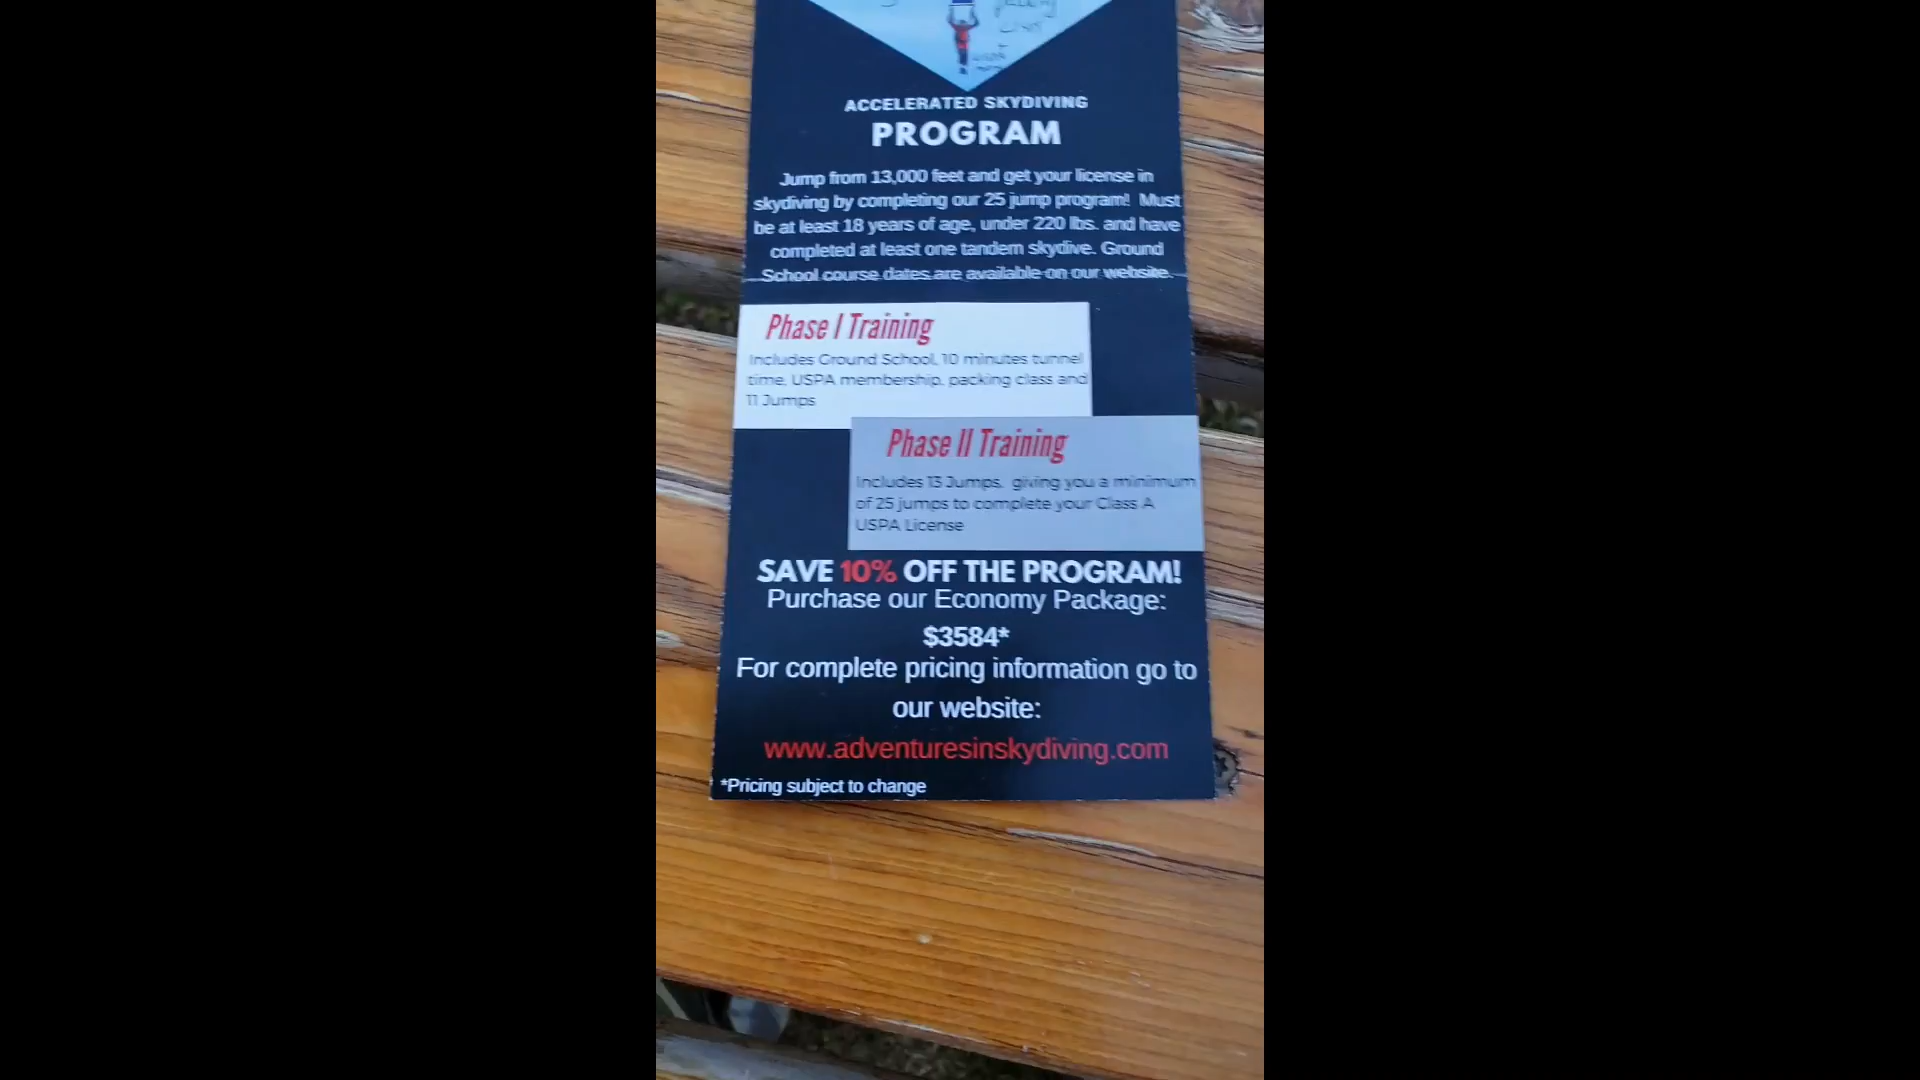 ACCELERATED SKYDIVING
PROGRAM
Jump from 13,000 feet and get your license in
skydiving by completing our 25 jump program! Must
be at least 18 years of age, under 220 lbs. and have
completed at least one tandem skydive. Ground
School course dates are available on our website.
Phase I Training
Includes Ground School, 10 minutes tunnel
time, USPA membership, packing class and
11 Jumps
Phase II Training
Includes 13 Jumps, giving you a minimum
of 25 jumps to complete your Class A
USPA License
SAVE 10% OFF THE PROGRAM!
Purchase our Economy Package:
$3584*
For complete pricing information go to
our website:
www.adventuresinskydiving.com
*Pricing subject to change